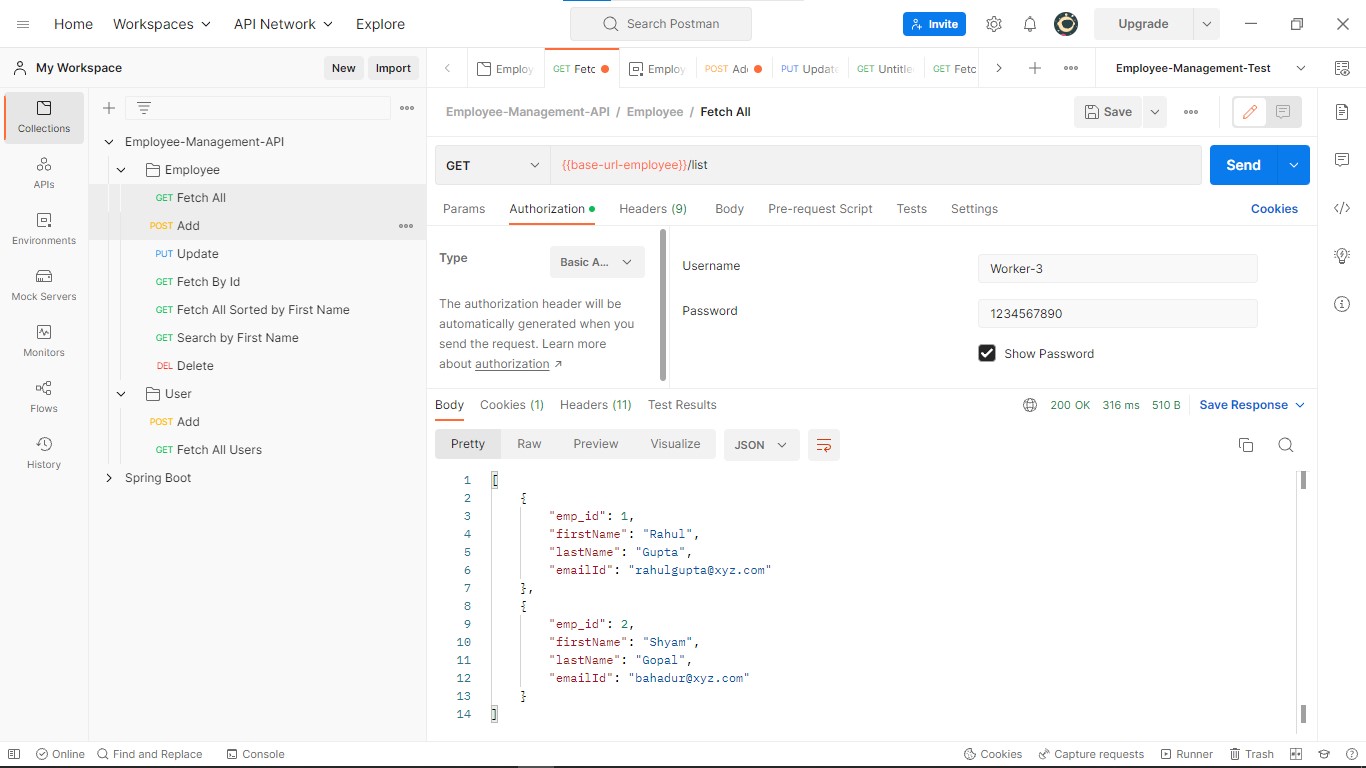 Home Workspaces API Network Explore Search Postman Invite Upgrade
My Workspace New Import
Employ GET Fetc Employ POST Ad PUT Update GET Untitle GET Fetc Employee-Management-Test
Collections
APIs
Environments
Mock Servers
Monitors
Flows
History
Employee-Management-API
Employee
GET Fetch All
POST Add
PUT Update
GET Fetch By Id
GET Fetch All Sorted by First Name
GET Search by First Name
DEL Delete
User
POST Add
GET Fetch All Users
Spring Boot
Employee-Management-API / Employee / Fetch All Save
GET {{base-url-employee}}/list Send
Params Authorization Headers (9) Body Pre-request Script Tests Settings Cookies
Type Basic A...
The authorization header will be
automatically generated when you
send the request. Learn more
about authorization ↗
Username Worker-3
Password 1234567890
Show Password
Body Cookies (1) Headers (11) Test Results 200 OK 316 ms 510 B Save Response
Pretty Raw Preview Visualize JSON
1 [
2 {
3 "emp_id": 1,
4 "firstName": "Rahul",
5 "lastName": "Gupta",
6 "emailId": "rahulgupta@xyz.com"
7 },
8 {
9 "emp_id": 2,
10 "firstName": "Shyam",
11 "lastName": "Gopal",
12 "emailId": "bahadur@xyz.com"
13 }
14 ]
Online Find and Replace Console Cookies Capture requests Runner Trash